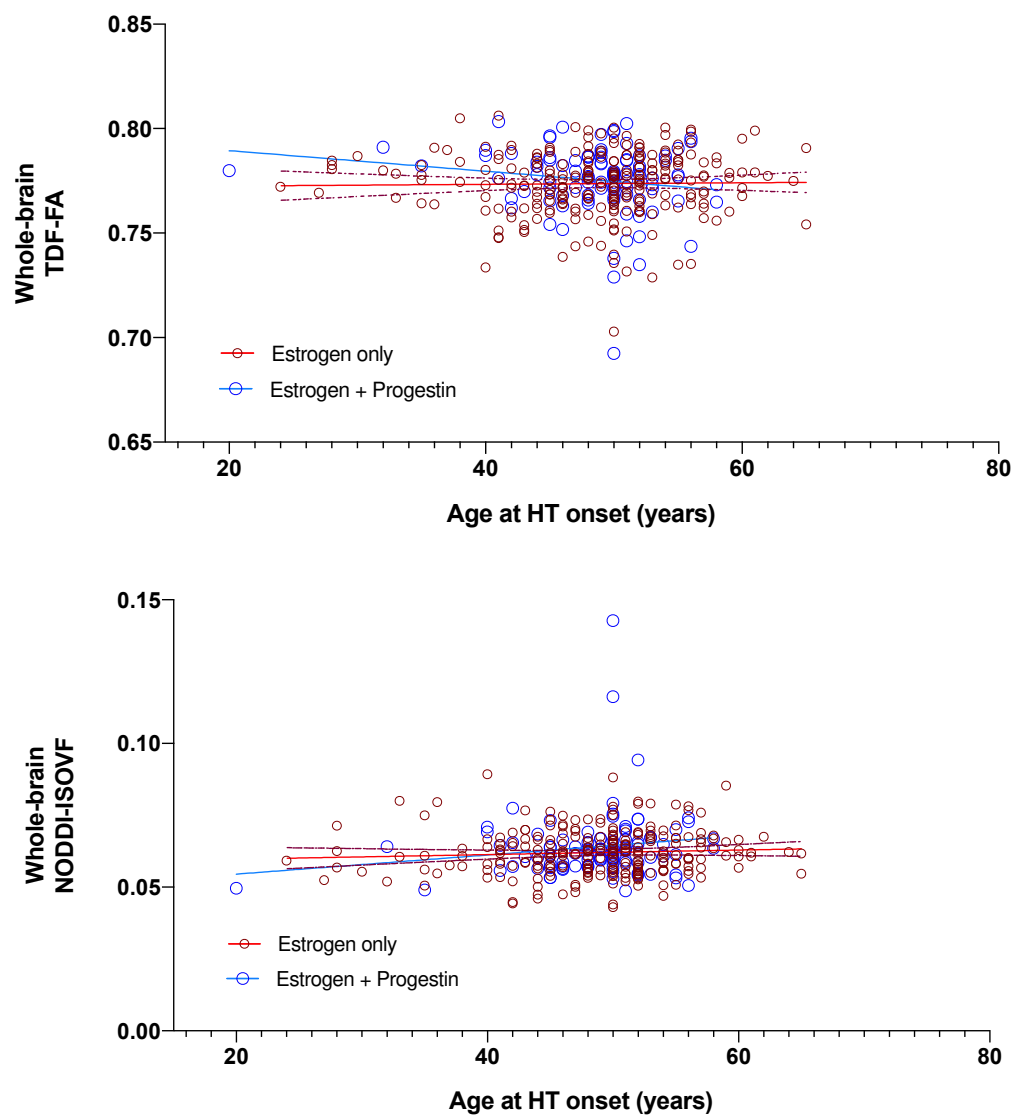 0.85
0.80
0.75
0.70
0.65
Whole-brain
TDF-FA
Estrogen only
Estrogen + Progestin
20 40 60 80
Age at HT onset (years)
0.15
0.10
0.05
0.00
Whole-brain
NODDI-ISOVF
Estrogen only
Estrogen + Progestin
20 40 60 80
Age at HT onset (years)